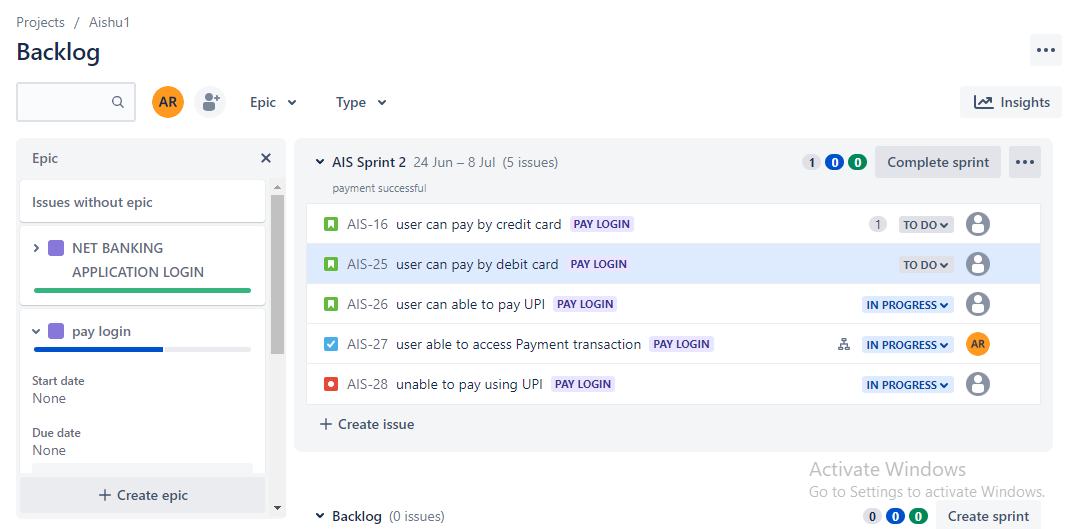 Projects / Aishu1
Backlog
AR
Epic
Type
Insights
Epic
Issues without epic
NET BANKING
APPLICATION LOGIN
pay login
Start date
None
Due date
None
+ Create epic
AIS Sprint 2 24 Jun – 8 Jul (5 issues) 1 0 0 Complete sprint
payment successful
AIS-16 user can pay by credit card PAY LOGIN 1 TO DO
AIS-25 user can pay by debit card PAY LOGIN TO DO
AIS-26 user can able to pay UPI PAY LOGIN IN PROGRESS
AIS-27 user able to access Payment transaction PAY LOGIN IN PROGRESS AR
AIS-28 unable to pay using UPI PAY LOGIN IN PROGRESS
+ Create issue
Activate Windows
Go to Settings to activate Windows.
Backlog (0 issues) 0 0 0 Create sprint